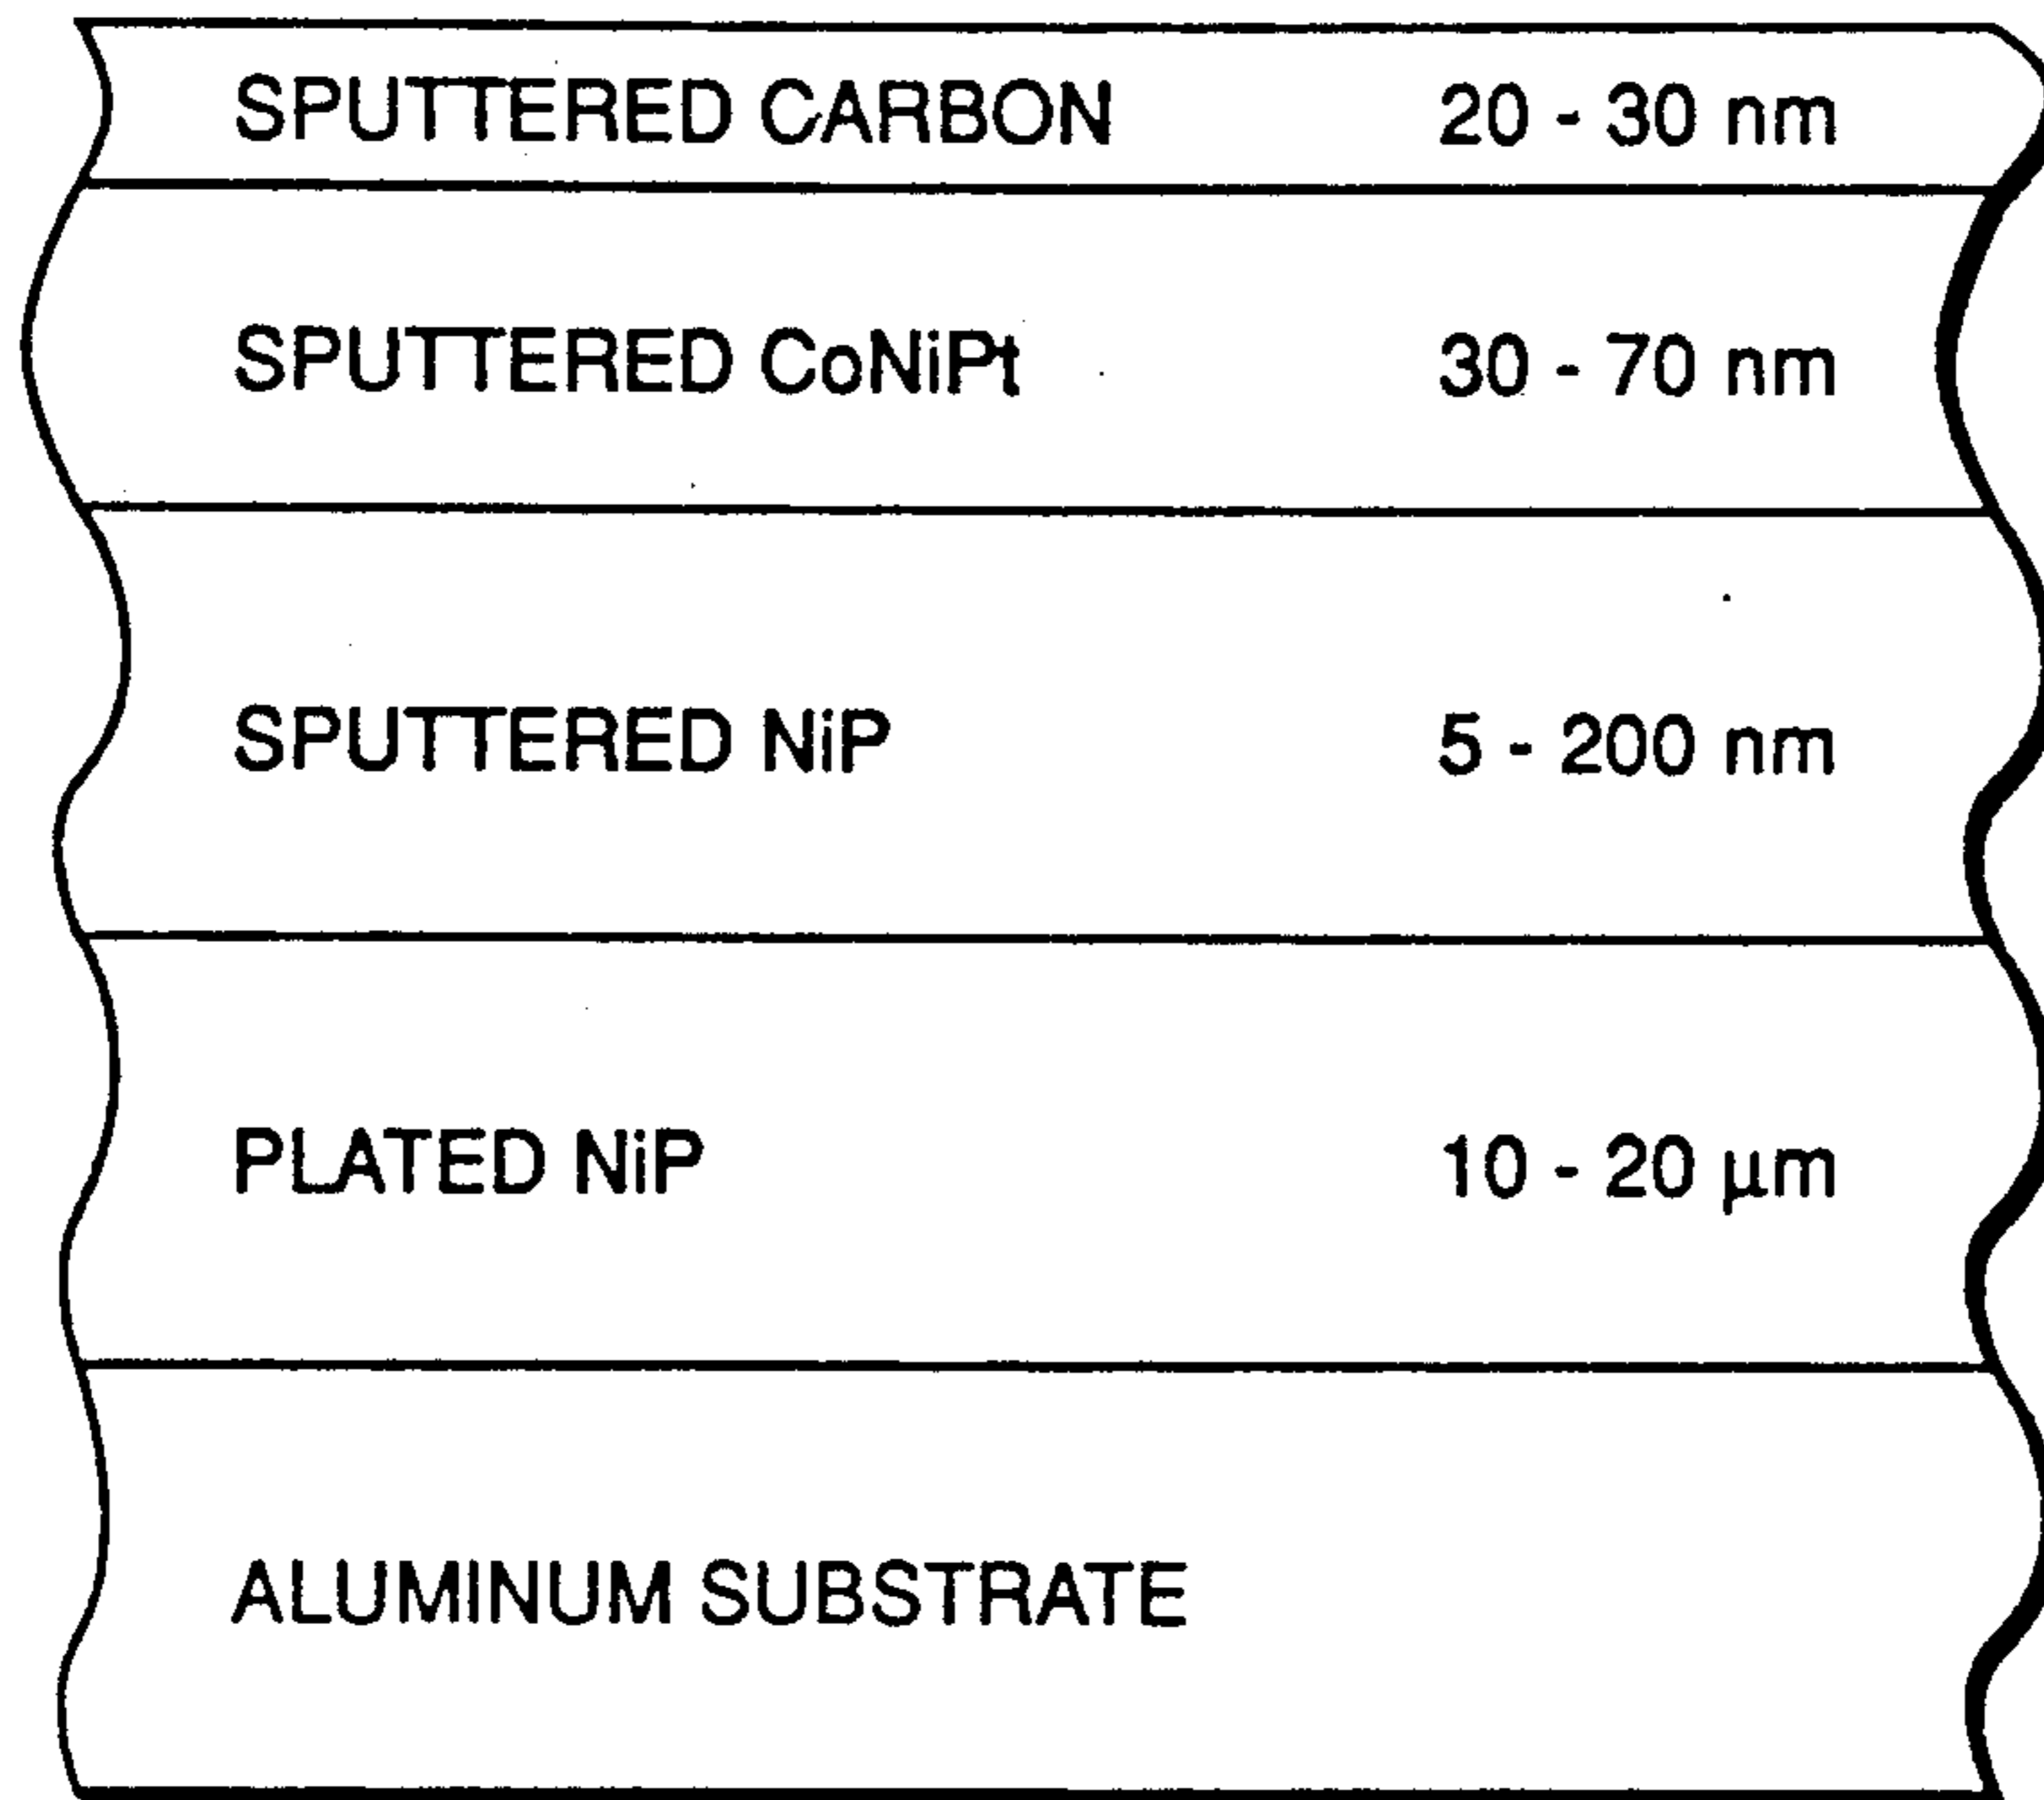 SPUTTERED CARBON 20 - 30 nm
SPUTTERED CoNiPt 30 - 70 nm
SPUTTERED NiP 5 - 200 nm
PLATED NiP 10 - 20 µm
ALUMINUM SUBSTRATE